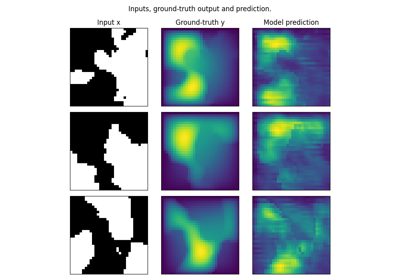 Inputs, ground-truth output and prediction.
Input x
Ground-truth y
Model prediction